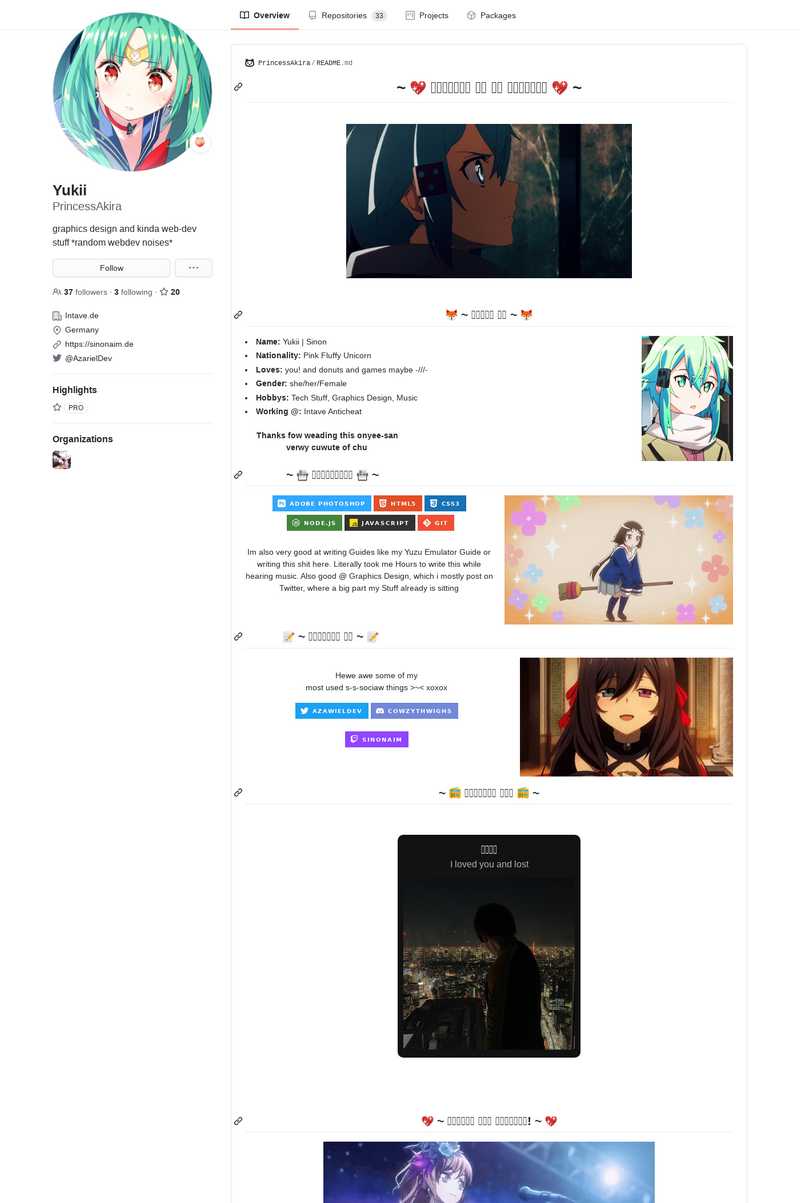 Overview
Repositories 33
Projects
Packages
PrincessAkira / README.md
Yukii
PrincessAkira
graphics design and kinda web-dev
stuff *random webdev noises*
Follow
37 followers · 3 following · 20
Intave.de
Germany
https://sinonaim.de
@AzarielDev
Highlights
PRO
Organizations
Name: Yukii | Sinon
Nationality: Pink Fluffy Unicorn
Loves: you! and donuts and games maybe -///-
Gender: she/her/Female
Hobbys: Tech Stuff, Graphics Design, Music
Working @: Intave Anticheat
Thanks fow weading this onyee-san
verwy cuwute of chu
ADOBE PHOTOSHOP
HTML5
CSS3
NODE.JS
JAVASCRIPT
GIT
Im also very good at writing Guides like my Yuzu Emulator Guide or
writing this shit here. Literally took me Hours to write this while
hearing music. Also good @ Graphics Design, which i mostly post on
Twitter, where a big part my Stuff already is sitting
Hewe awe some of my
most used s-s-sociaw things >~< xoxox
AZAWIELDEV
COWZYTHWIGHS
SINONAIM
I loved you and lost